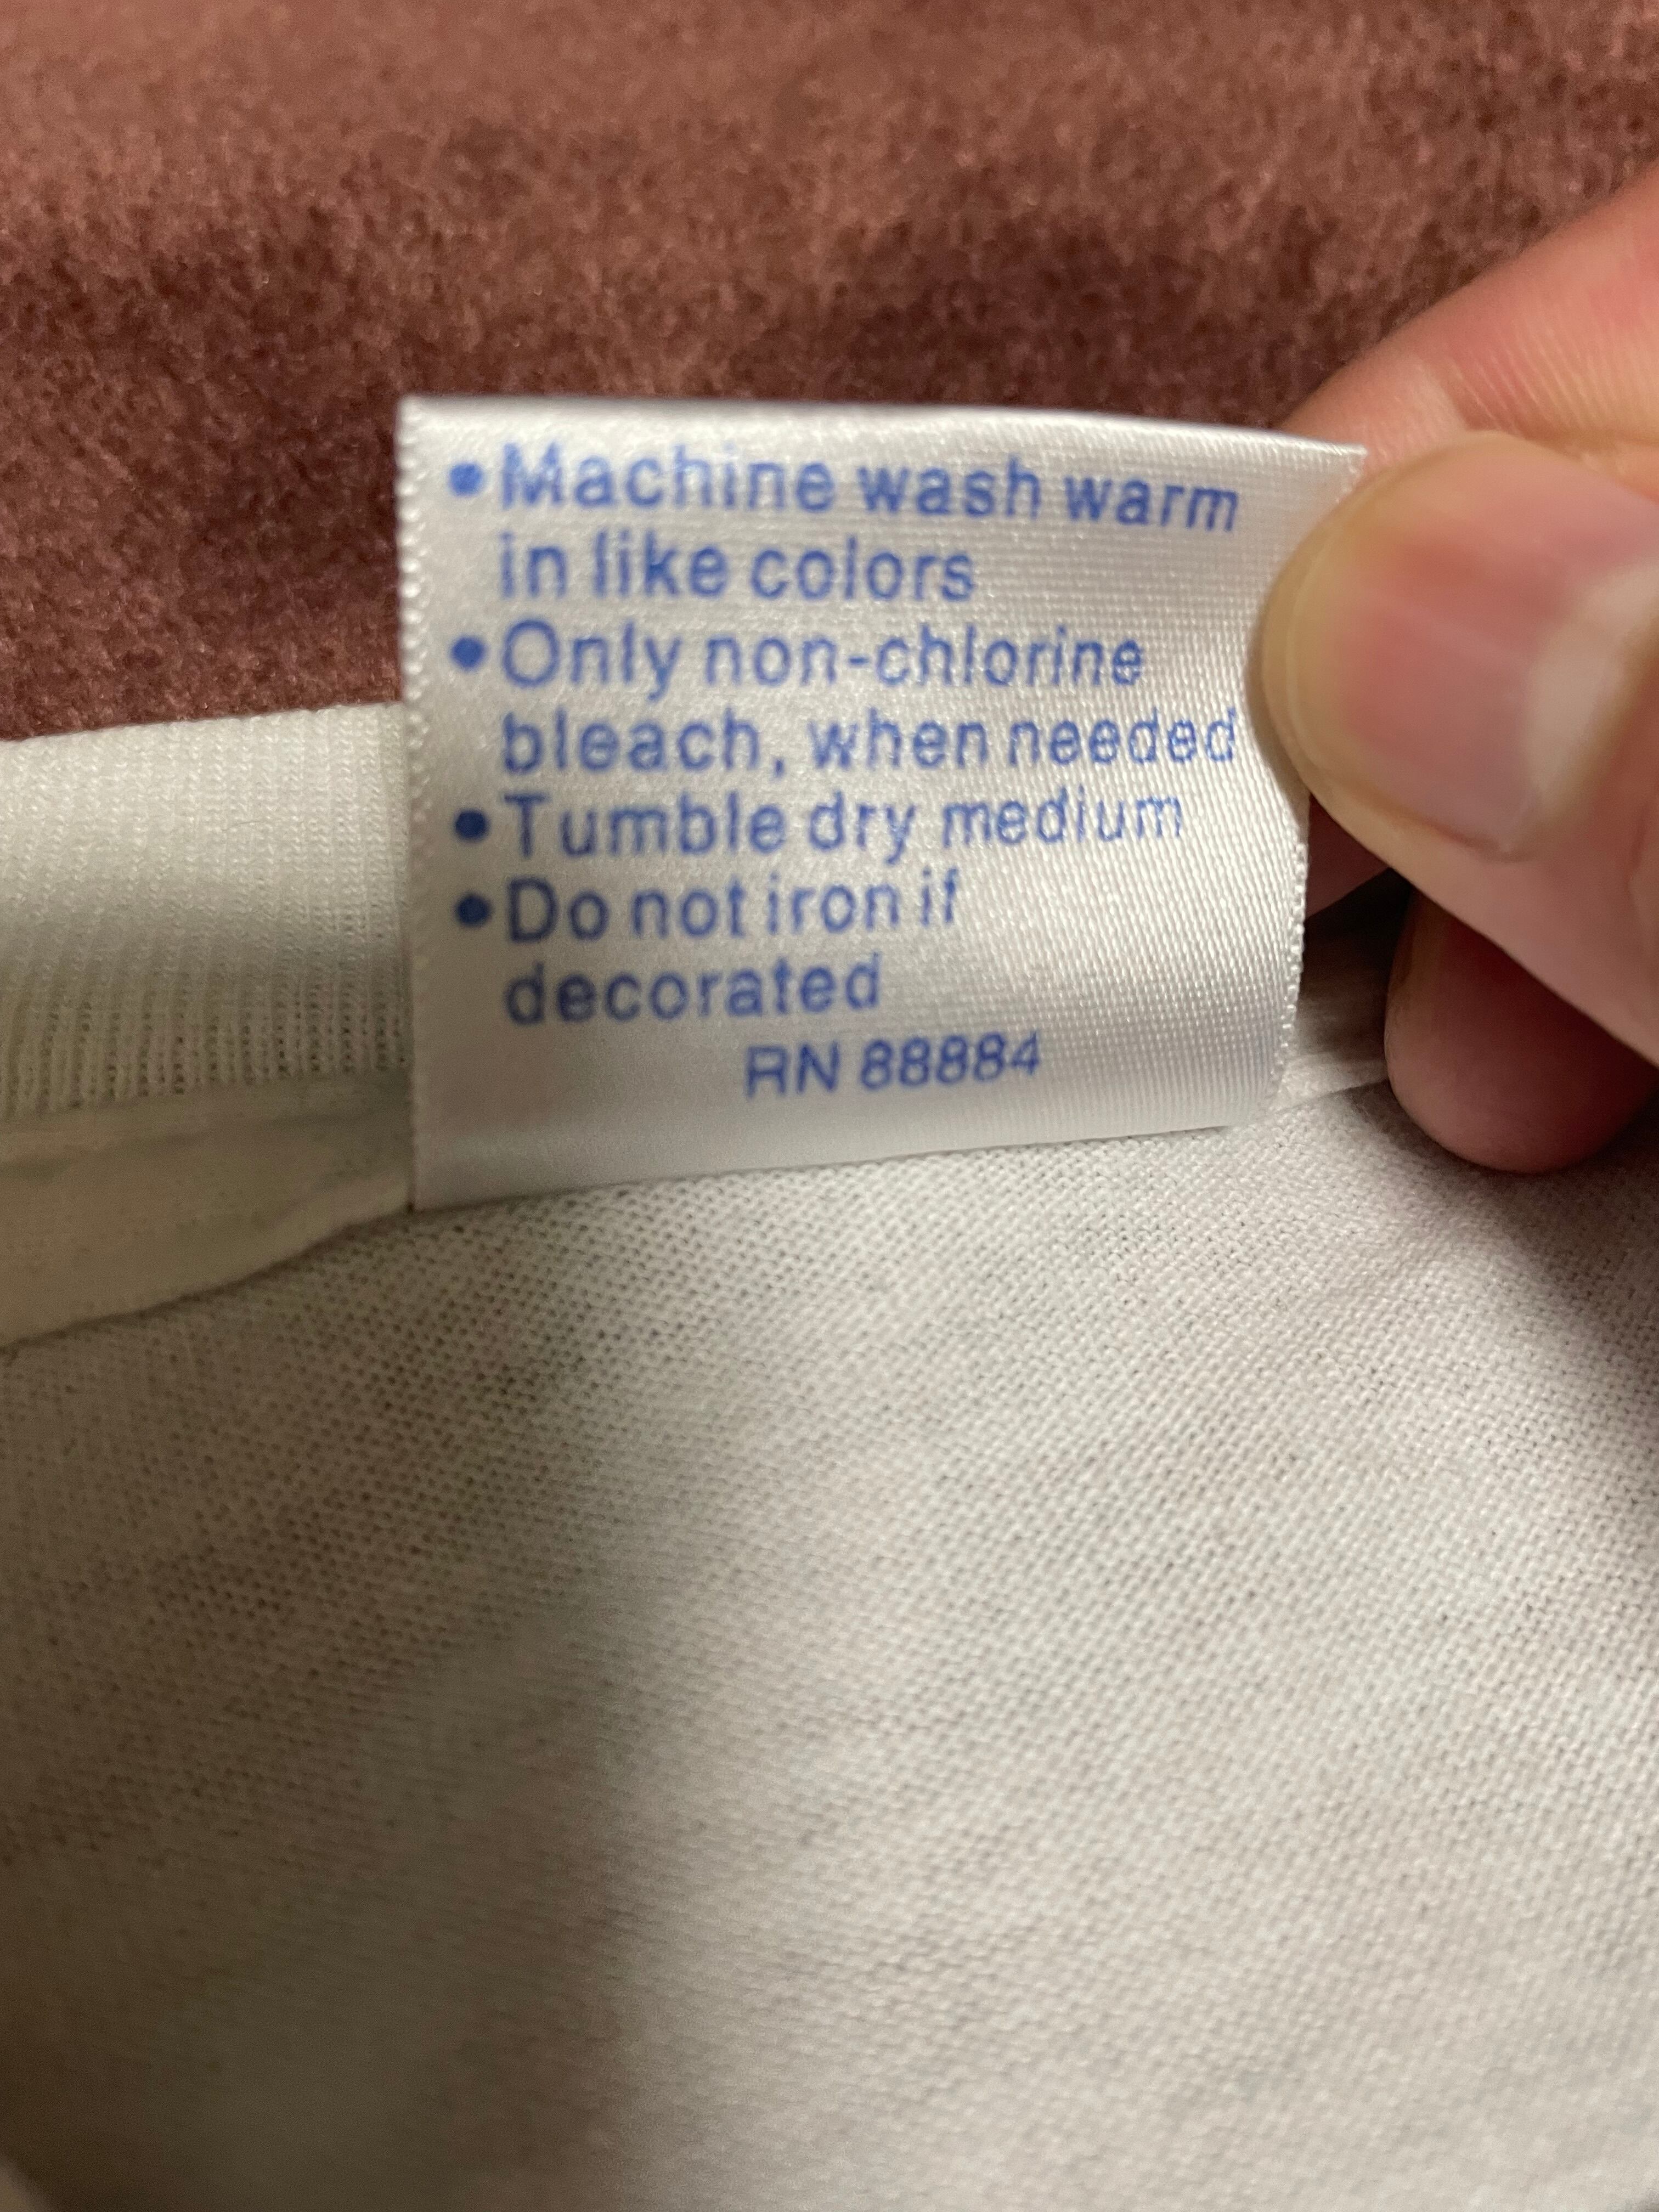 •Machine wash warm
in like colors
•Only non-chlorine
bleach, when needed
•Tumble dry medium
•Do not iron if
decorated
RN 88884